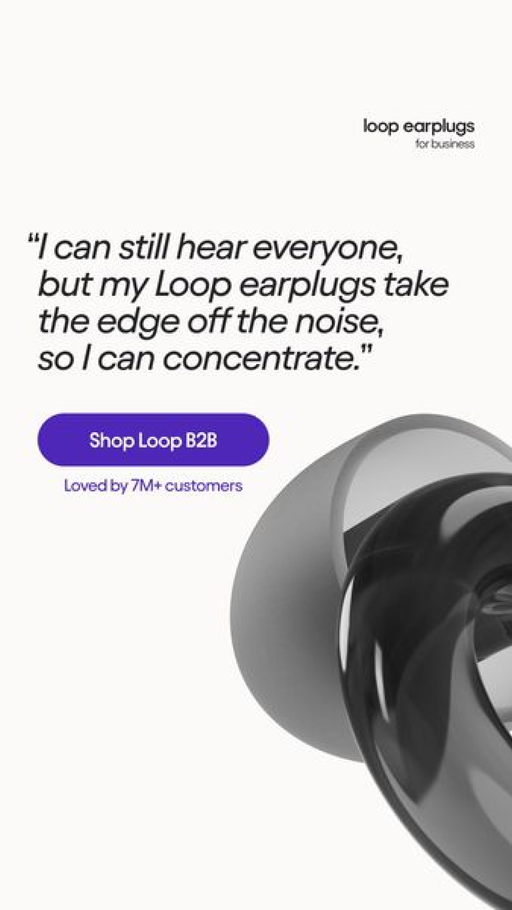 loop earplugs
for business
“I can still hear everyone,
but my Loop earplugs take
the edge off the noise,
so I can concentrate.”
Shop Loop B2B
Loved by 7M+ customers